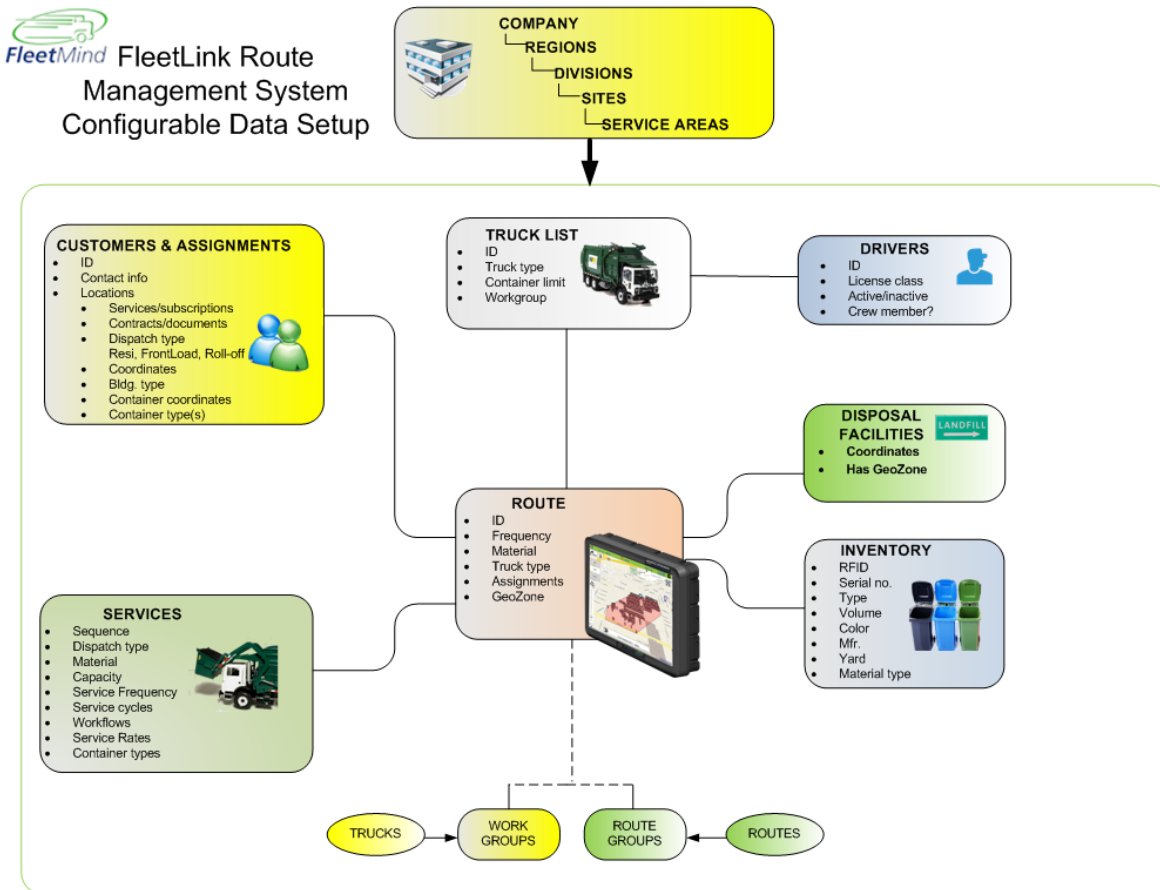 FleetMind
FleetLink Route
Management System
Configurable Data Setup
COMPANY
REGIONS
DIVISIONS
SITES
SERVICE AREAS
CUSTOMERS & ASSIGNMENTS
• ID
• Contact info
• Locations
• Services/subscriptions
• Contracts/documents
• Dispatch type
Resi, FrontLoad, Roll-off
• Coordinates
• Bldg. type
• Container coordinates
• Container type(s)
TRUCK LIST
• ID
• Truck type
• Container limit
• Workgroup
DRIVERS
• ID
• License class
• Active/inactive
• Crew member?
DISPOSAL
FACILITIES
LANDFILL
• Coordinates
• Has GeoZone
ROUTE
• ID
• Frequency
• Material
• Truck type
• Assignments
• GeoZone
INVENTORY
• RFID
• Serial no.
• Type
• Volume
• Color
• Mfr.
• Yard
• Material type
SERVICES
• Sequence
• Dispatch type
• Material
• Capacity
• Service Frequency
• Service cycles
• Workflows
• Service Rates
• Container types
TRUCKS
WORK
GROUPS
ROUTE
GROUPS
ROUTES